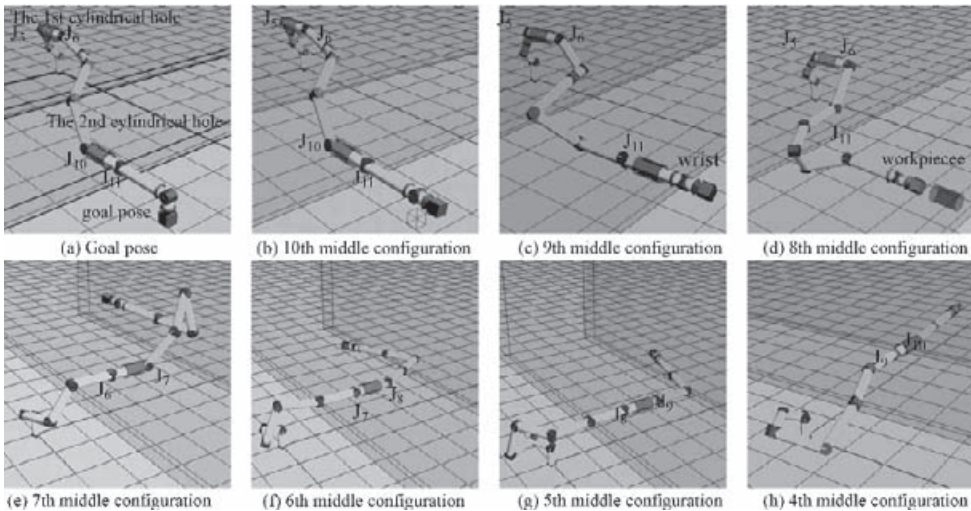 The 1st cylindrical hole
J5 J6
The 2nd cylindrical hole
J10
J11
goal pose
(a) Goal pose
J5
J6
J10
J11
(b) 10th middle configuration
J5
J6
J11
wrist
(c) 9th middle configuration
J5
J6
J11
workpiecee
(d) 8th middle configuration
J6
J7
(e) 7th middle configuration
J7
J8
(f) 6th middle configuration
J8
J9
(g) 5th middle configuration
J9
J10
(h) 4th middle configuration